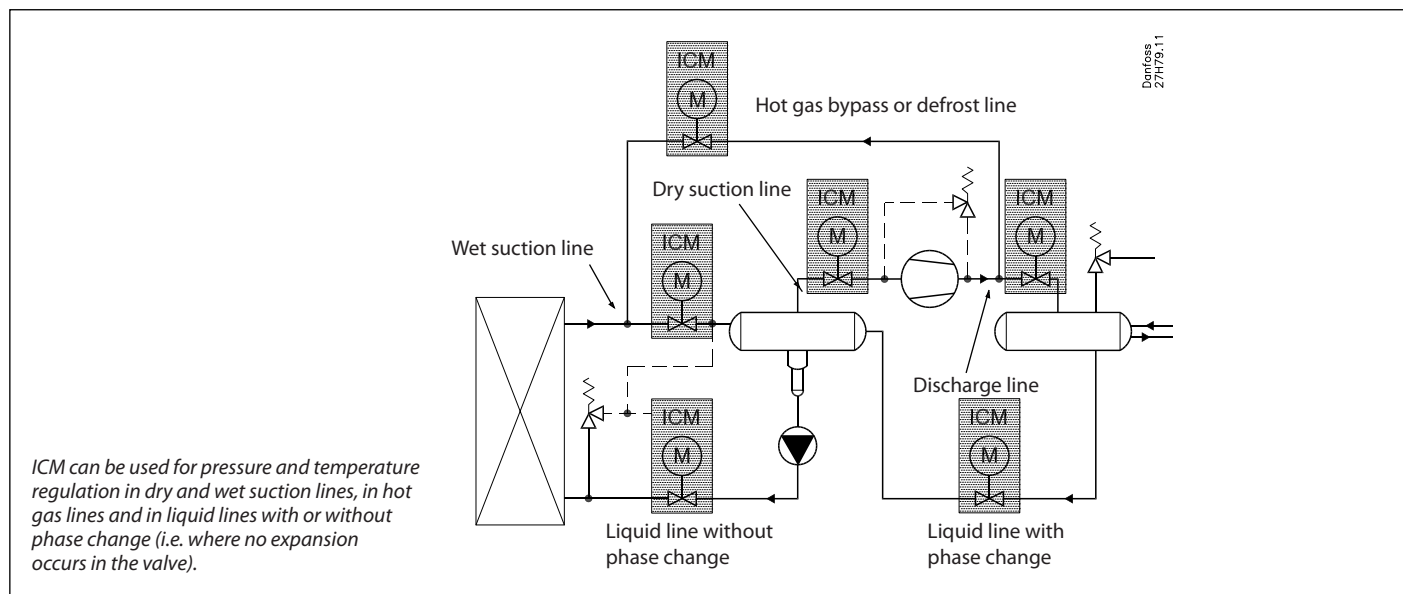 Danfoss
27H79.11
ICM
M
Hot gas bypass or defrost line
Dry suction line
ICM
M
ICM
M
Wet suction line
ICM
M
Discharge line
ICM
M
ICM
M
Liquid line without
phase change
Liquid line with
phase change
ICM can be used for pressure and temperature
regulation in dry and wet suction lines, in hot
gas lines and in liquid lines with or without
phase change (i.e. where no expansion
occurs in the valve).